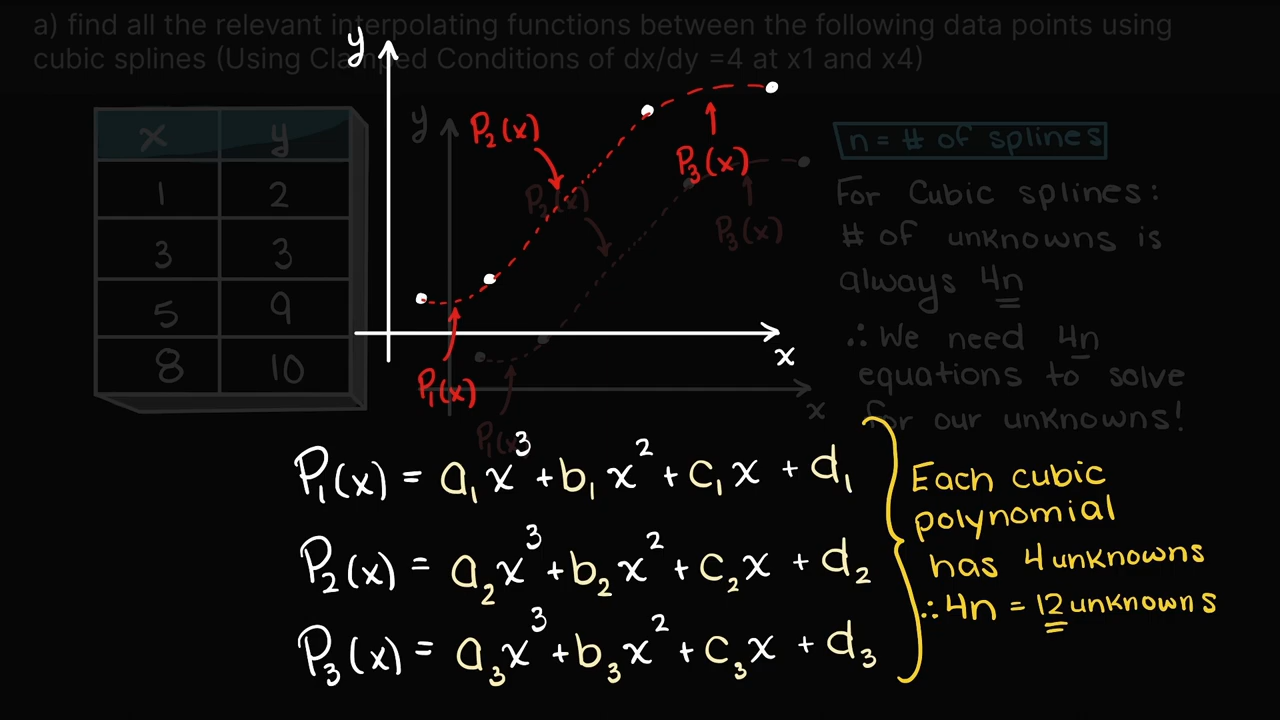 a) find all the relevant interpolating functions between the following data points using
cubic splines (Using Clamped Conditions of dx/dy =4 at x1 and x4)
x y
1 2
3 3
5 9
8 10
y
P₂(x)
P₃(x)
P₁(x)
x
y
P₂(x)
P₃(x)
P₁(x)
x
n = # of splines
For Cubic splines:
# of unknowns is
always 4n
∴ We need 4n
equations to solve
for our unknowns!
P₁(x) = a₁x³ + b₁x² + c₁x + d₁
P₂(x) = a₂x³ + b₂x² + c₂x + d₂
P₃(x) = a₃x³ + b₃x² + c₃x + d₃
Each cubic
polynomial
has 4 unknowns
∴ 4n = 12 unknowns